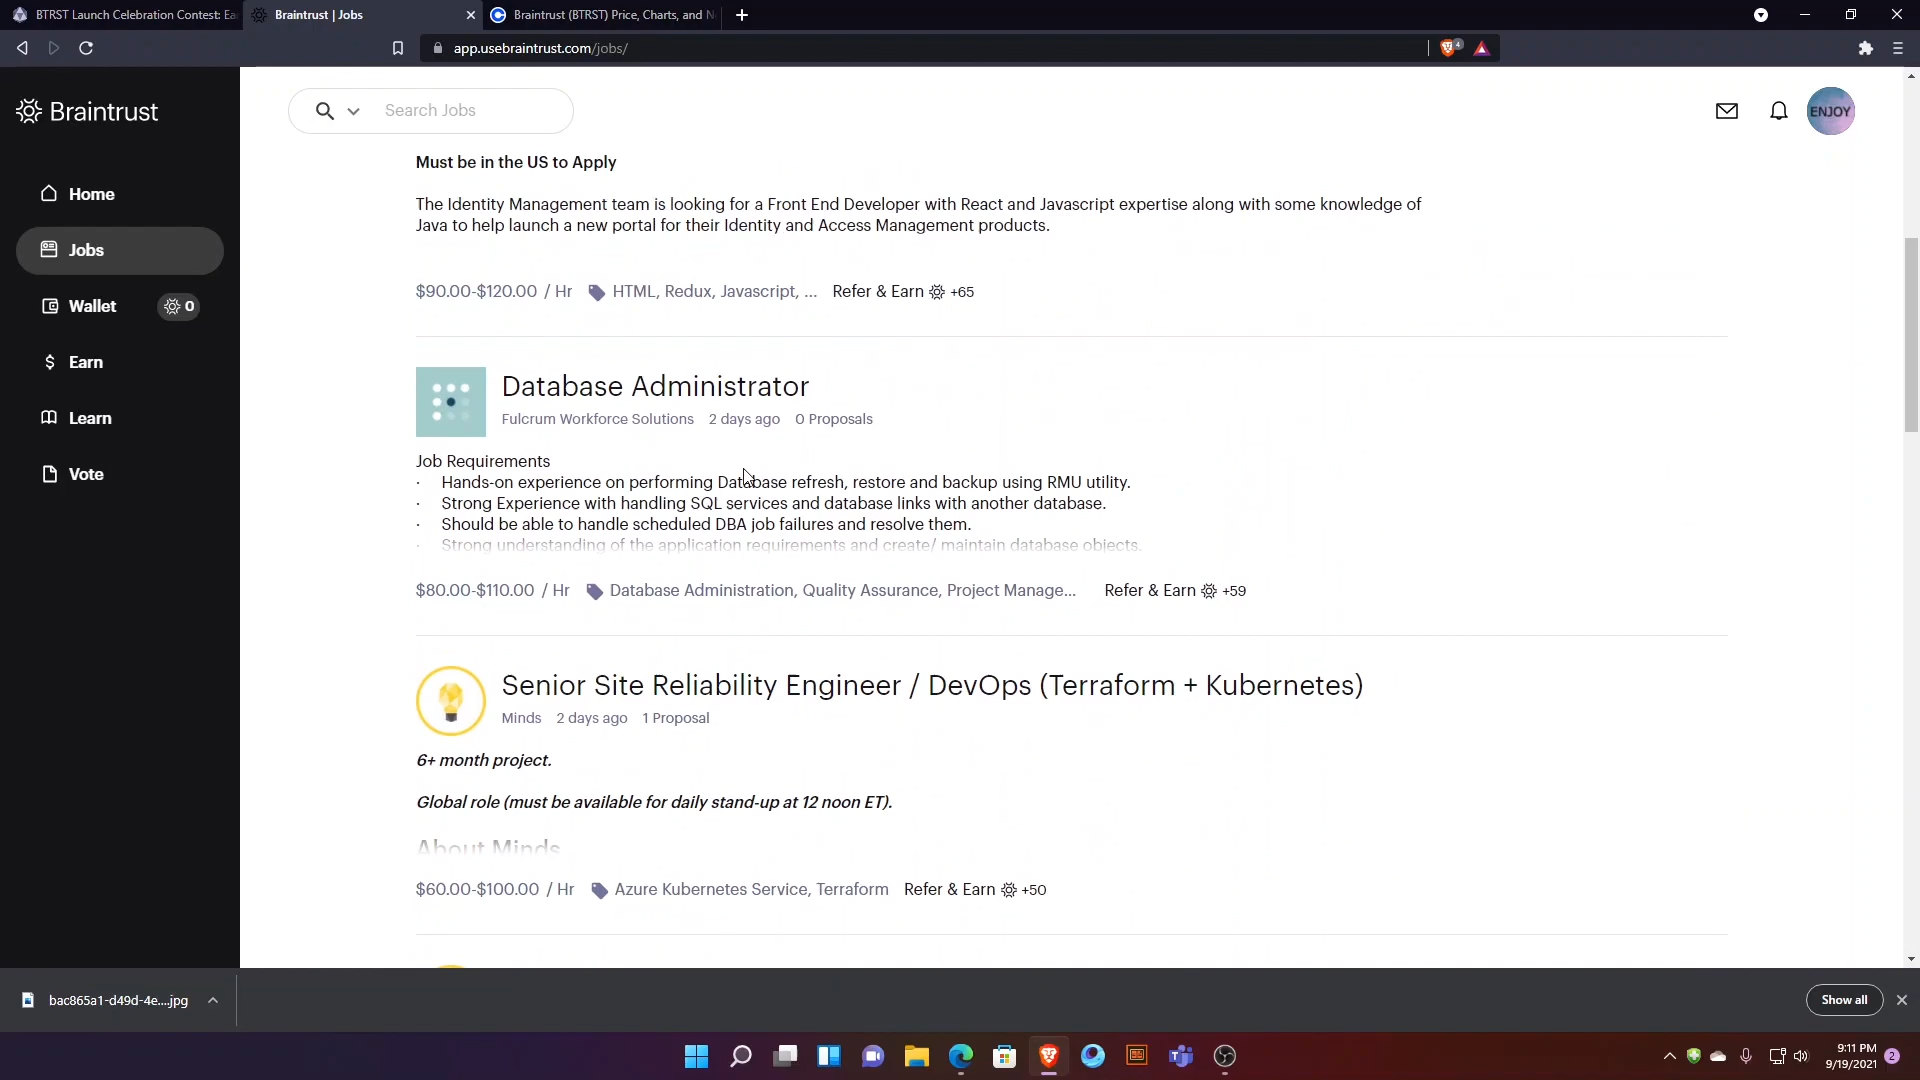 BTRST Launch Celebration Contest: Ea
Braintrust | Jobs
Braintrust (BTRST) Price, Charts, and N
app.usebraintrust.com/jobs/
4
Braintrust
Search Jobs
ENJOY
Home
Jobs
Wallet
0
Earn
Learn
Vote
Must be in the US to Apply
The Identity Management team is looking for a Front End Developer with React and Javascript expertise along with some knowledge of
Java to help launch a new portal for their Identity and Access Management products.
$90.00-$120.00 / Hr HTML, Redux, Javascript, ... Refer & Earn +65
Database Administrator
Fulcrum Workforce Solutions 2 days ago 0 Proposals
Job Requirements
· Hands-on experience on performing Database refresh, restore and backup using RMU utility.
· Strong Experience with handling SQL services and database links with another database.
· Should be able to handle scheduled DBA job failures and resolve them.
· Strong understanding of the application requirements and create/ maintain database objects.
$80.00-$110.00 / Hr Database Administration, Quality Assurance, Project Manage... Refer & Earn +59
Senior Site Reliability Engineer / DevOps (Terraform + Kubernetes)
Minds 2 days ago 1 Proposal
6+ month project.
Global role (must be available for daily stand-up at 12 noon ET).
About Minds
$60.00-$100.00 / Hr Azure Kubernetes Service, Terraform Refer & Earn +50
bac865a1-d49d-4e....jpg
Show all
9:11 PM
9/19/2021
2